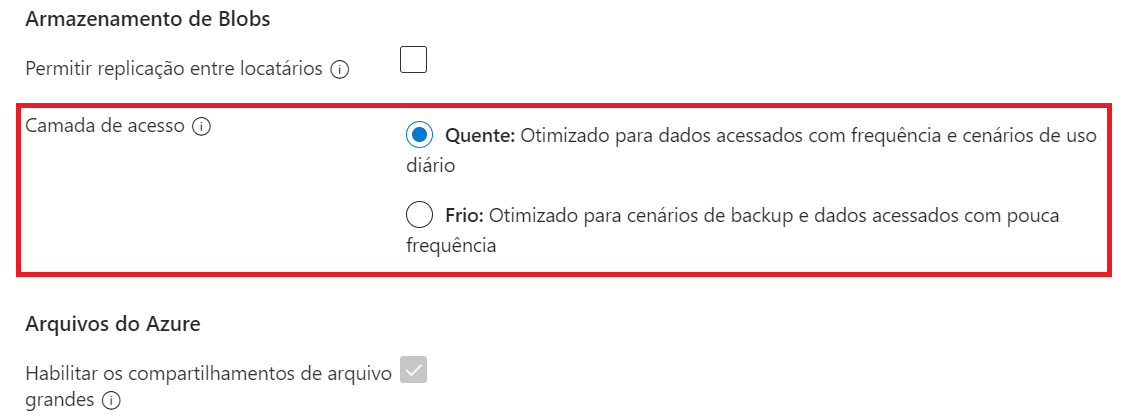 Armazenamento de Blobs
Permitir replicação entre locatários
Camada de acesso
Quente: Otimizado para dados acessados com frequência e cenários de uso
diário
Frio: Otimizado para cenários de backup e dados acessados com pouca
frequência
Arquivos do Azure
Habilitar os compartilhamentos de arquivo
grandes